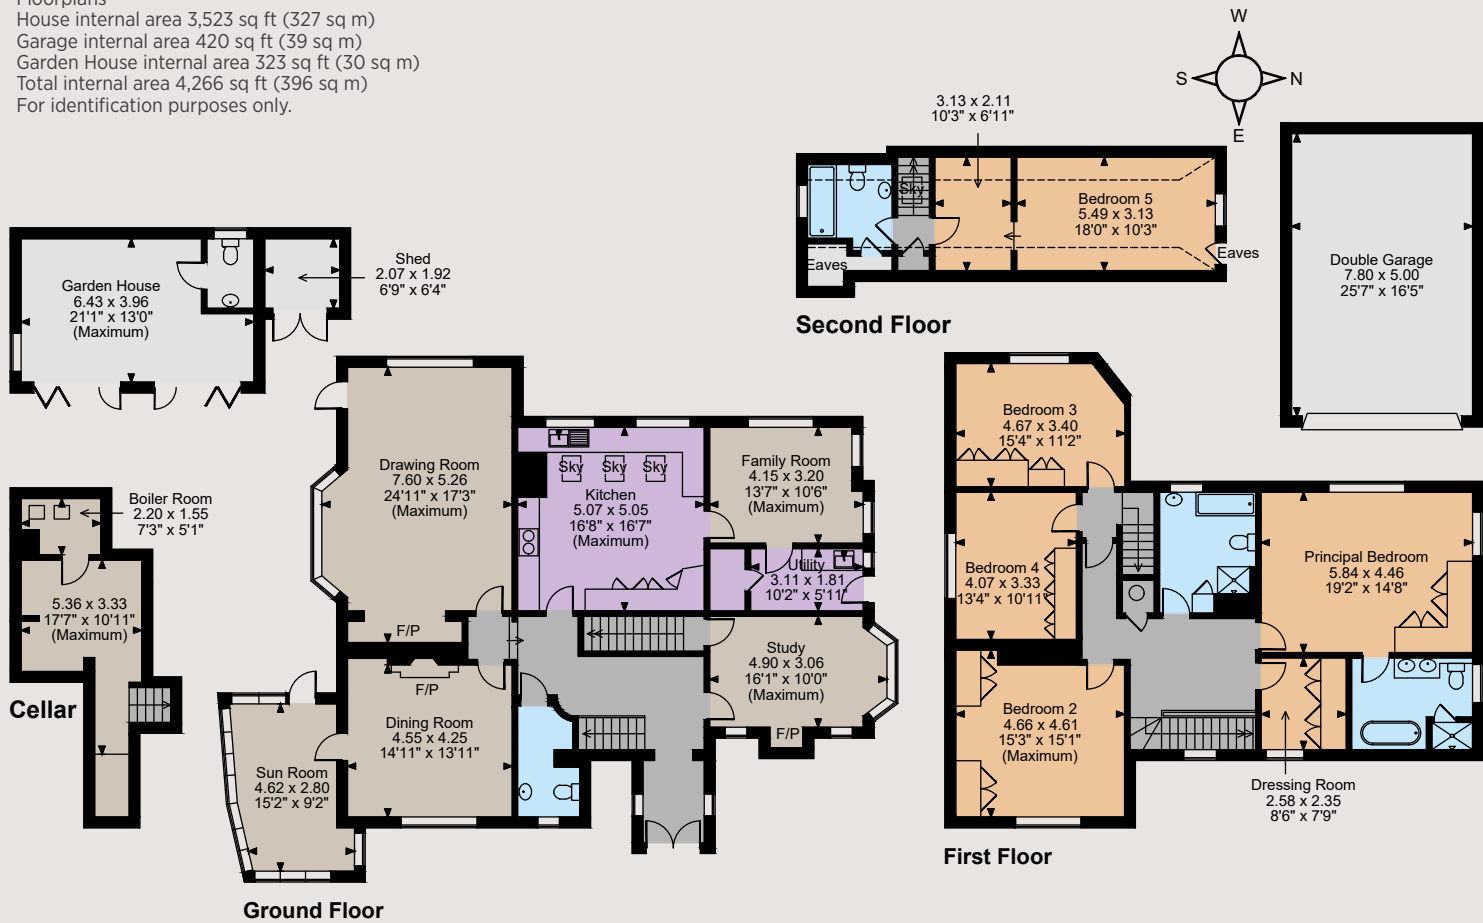 Floorplans
House internal area 3,523 sq ft (327 sq m)
Garage internal area 420 sq ft (39 sq m)
Garden House internal area 323 sq ft (30 sq m)
Total internal area 4,266 sq ft (396 sq m)
For identification purposes only.
W
S
N
E
3.13 x 2.11
10'3" x 6'11"
Sky
Bedroom 5
5.49 x 3.13
18'0" x 10'3"
Eaves
Eaves
Second Floor
Double Garage
7.80 x 5.00
25'7" x 16'5"
Garden House
6.43 x 3.96
21'1" x 13'0"
(Maximum)
Shed
2.07 x 1.92
6'9" x 6'4"
Boiler Room
2.20 x 1.55
7'3" x 5'1"
5.36 x 3.33
17'7" x 10'11"
(Maximum)
Cellar
Drawing Room
7.60 x 5.26
24'11" x 17'3"
(Maximum)
F/P
Sky
Sky
Sky
Kitchen
5.07 x 5.05
16'8" x 16'7"
(Maximum)
Family Room
4.15 x 3.20
13'7" x 10'6"
(Maximum)
Utility
3.11 x 1.81
10'2" x 5'11"
Study
4.90 x 3.06
16'1" x 10'0"
(Maximum)
F/P
F/P
Dining Room
4.55 x 4.25
14'11" x 13'11"
Sun Room
4.62 x 2.80
15'2" x 9'2"
Ground Floor
Bedroom 3
4.67 x 3.40
15'4" x 11'2"
Bedroom 4
4.07 x 3.33
13'4" x 10'11"
Principal Bedroom
5.84 x 4.46
19'2" x 14'8"
Bedroom 2
4.66 x 4.61
15'3" x 15'1"
(Maximum)
Dressing Room
2.58 x 2.35
8'6" x 7'9"
First Floor